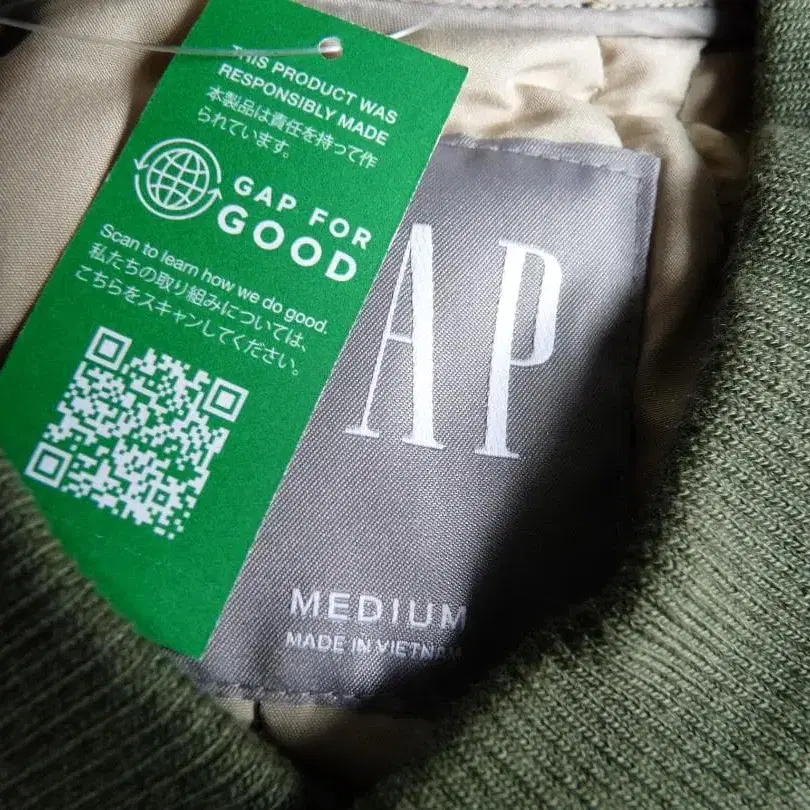 THIS PRODUCT WAS
RESPONSIBLY MADE
本製品は責任を持って作
られています。
GAP FOR
GOOD
Scan to learn how we do good.
私たちの取り組みについては、
こちらをスキャンしてください。
AP
MEDIUM
MADE IN VIETNAM